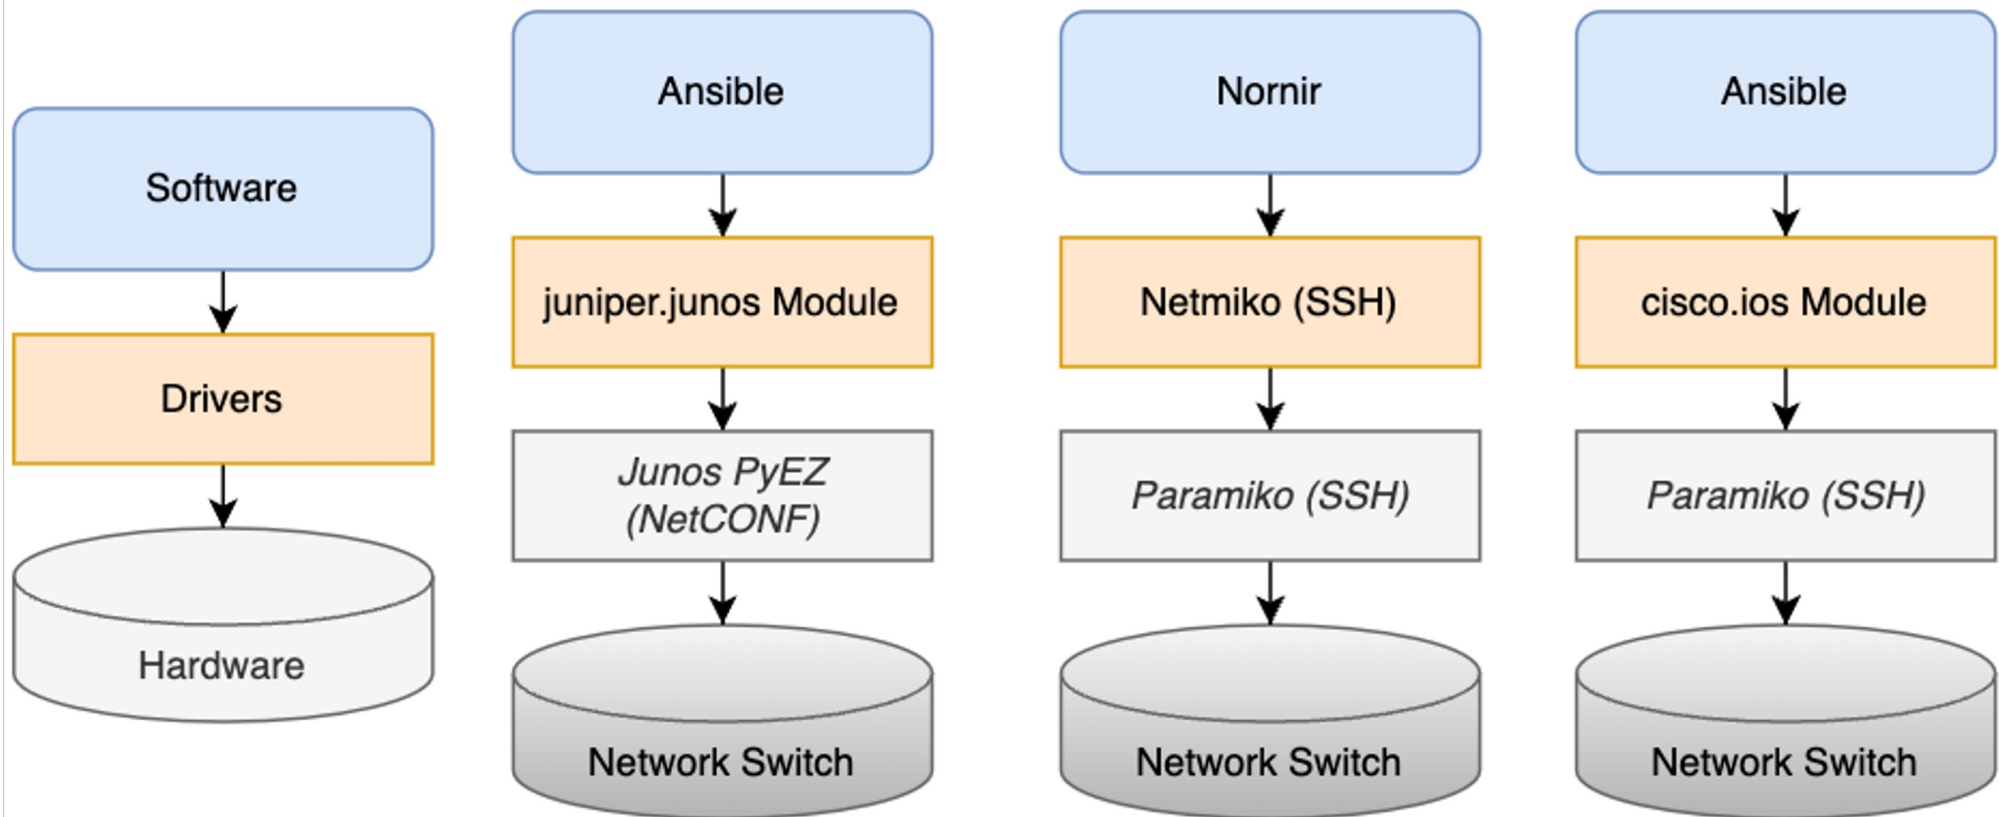 Software
Drivers
Hardware
Ansible
juniper.junos Module
Junos PyEZ
(NetCONF)
Network Switch
Nornir
Netmiko (SSH)
Paramiko (SSH)
Network Switch
Ansible
cisco.ios Module
Paramiko (SSH)
Network Switch